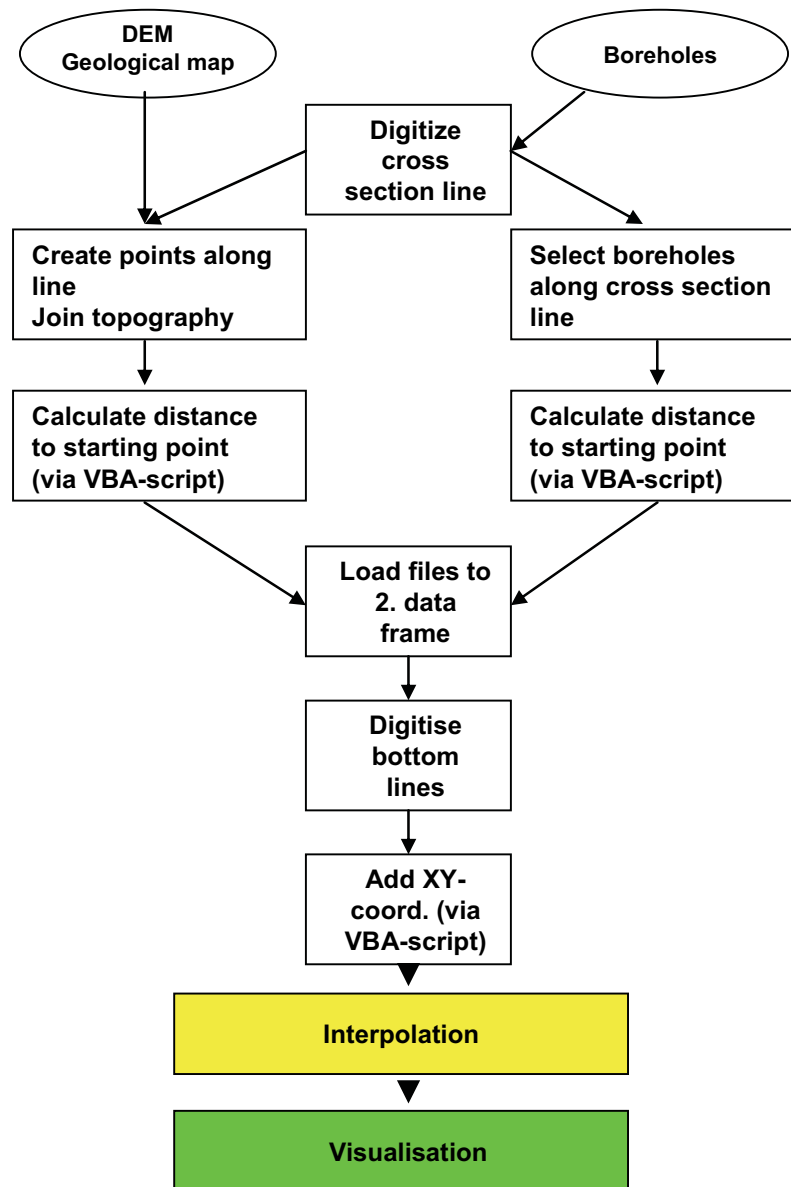 DEM
Geological map
Boreholes
Digitize
cross
section line
Create points along
line
Join topography
Select boreholes
along cross section
line
Calculate distance
to starting point
(via VBA-script)
Calculate distance
to starting point
(via VBA-script)
Load files to
2. data
frame
Digitise
bottom
lines
Add XY-
coord. (via
VBA-script)
Interpolation
Visualisation